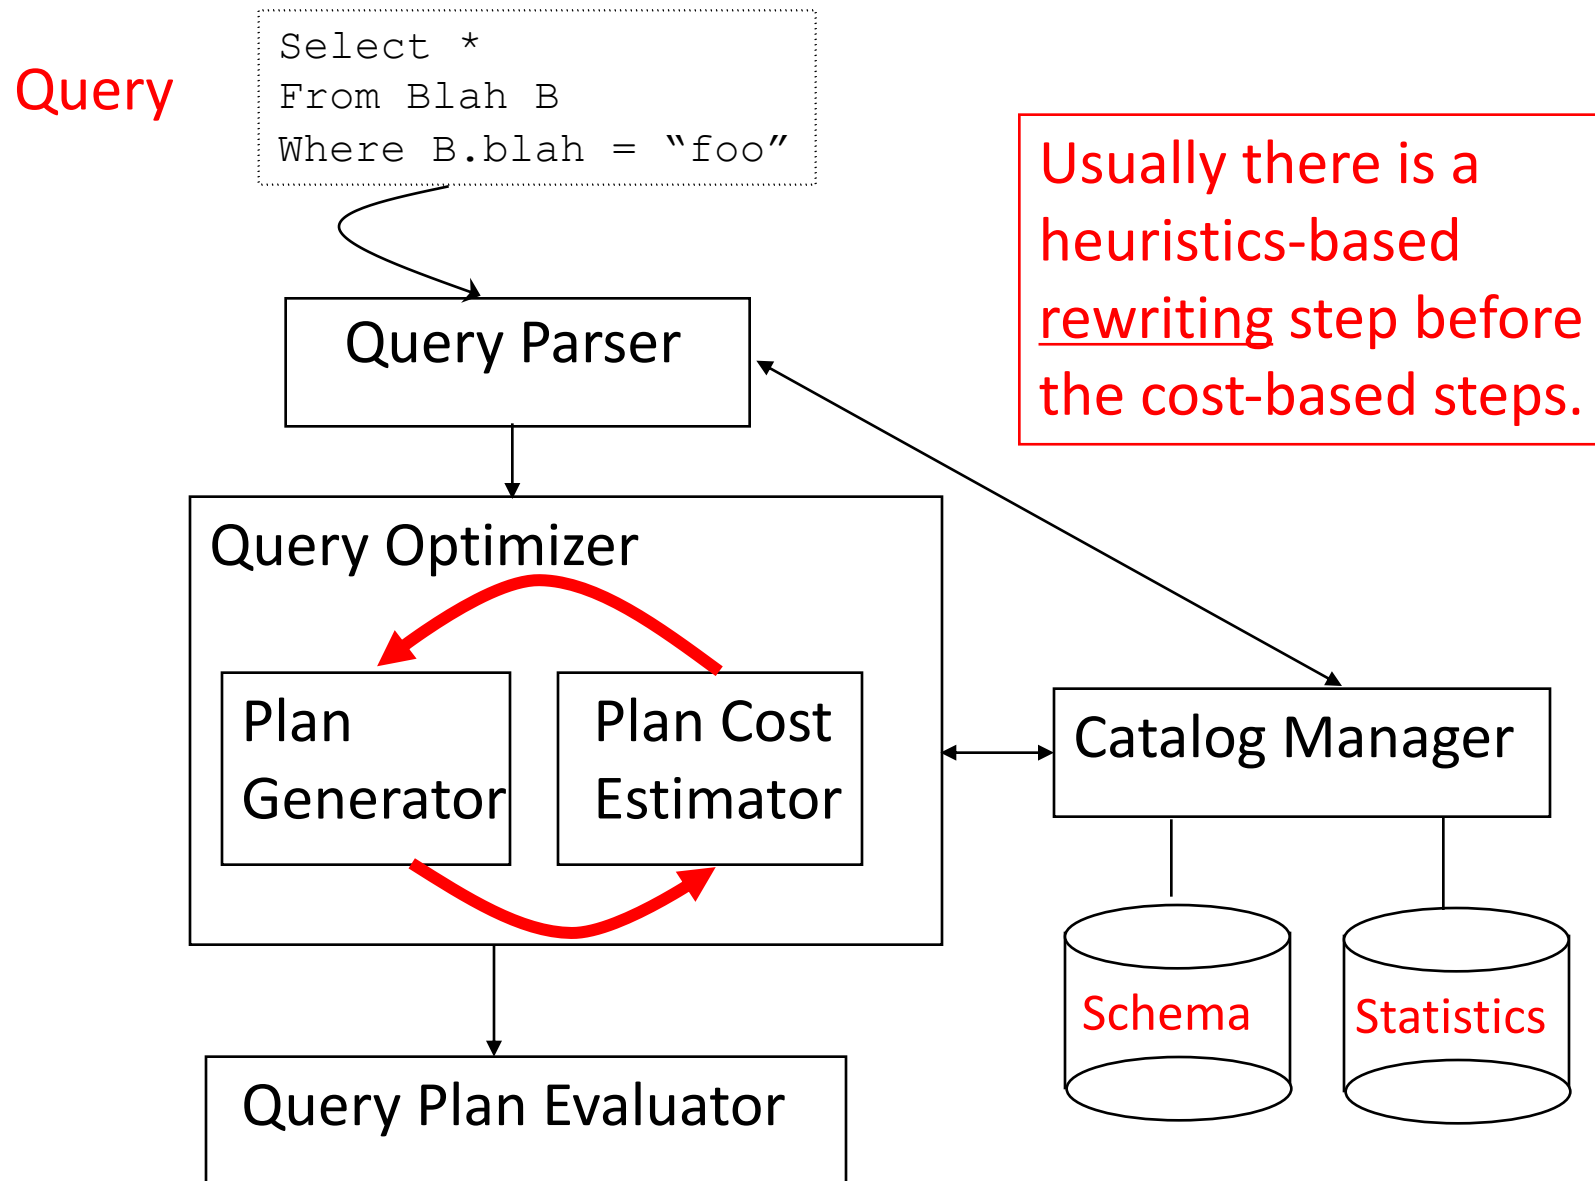 Query
Select *
From Blah B
Where B.blah = “foo”
Usually there is a
heuristics-based
rewriting step before
the cost-based steps.
Query Parser
Query Optimizer
Plan
Generator
Plan Cost
Estimator
Catalog Manager
Schema
Statistics
Query Plan Evaluator